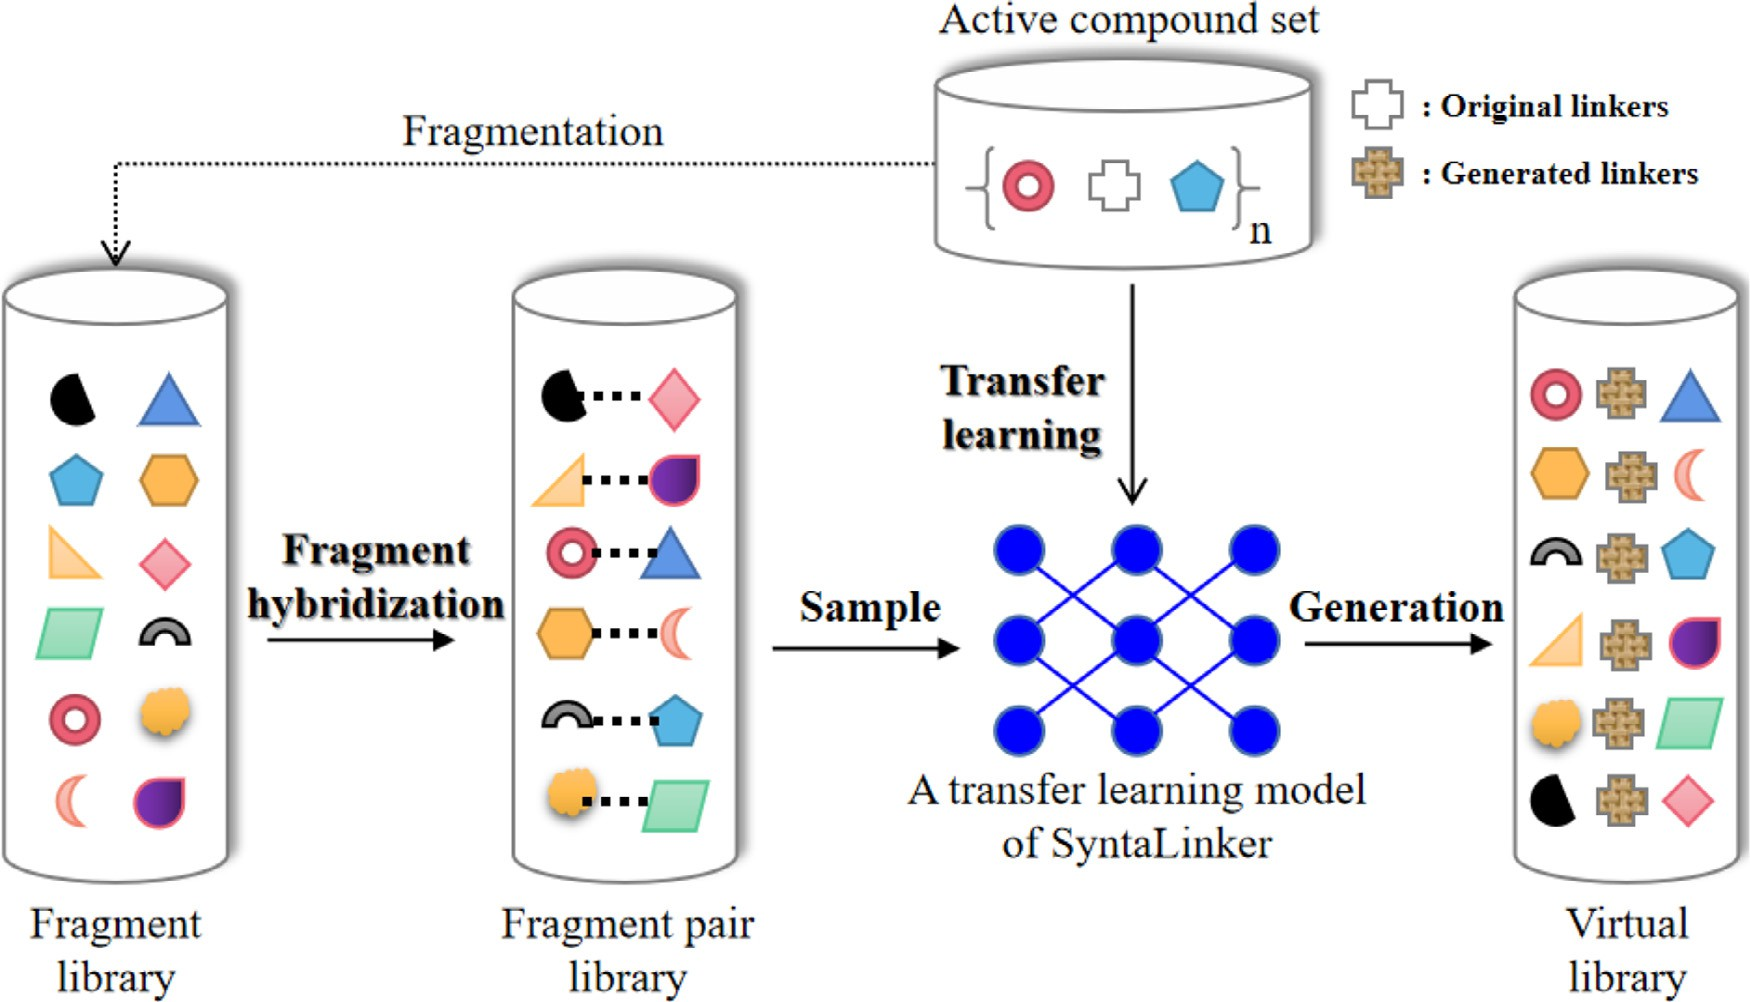 Active compound set
: Original linkers
: Generated linkers
Fragmentation
n
Transfer
learning
Fragment
hybridization
Sample
Generation
A transfer learning model
of SyntaLinker
Fragment
library
Fragment pair
library
Virtual
library